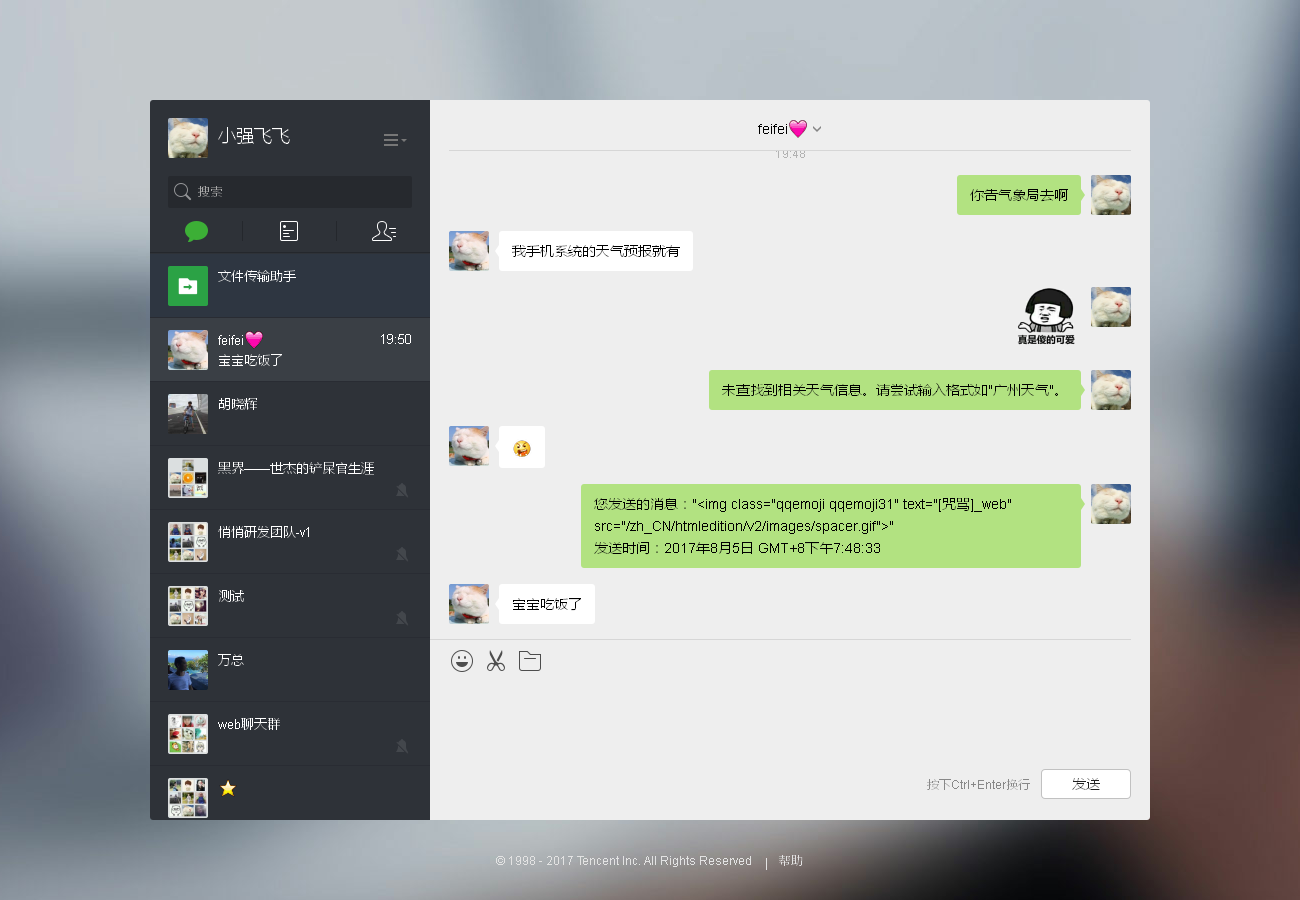 小强飞飞
搜索
文件传输助手
feifei💗
19:50
宝宝吃饭了
胡晓辉
黑界——世杰的铲屎官生涯
悄悄研发团队-v1
测试
万总
web聊天群
⭐
feifei💗
19:48
你告气象局去啊
我手机系统的天气预报就有
真是傻的可爱
未查找到相关天气信息。请尝试输入格式如"广州天气"。
您发送的消息："<img class="qqemoji qqemoji31" text="[咒骂]_web"
src="/zh_CN/htmledition/v2/images/spacer.gif">"
发送时间：2017年8月5日 GMT+8下午7:48:33
宝宝吃饭了
按下Ctrl+Enter换行
发送
© 1998 - 2017 Tencent Inc. All Rights Reserved | 帮助